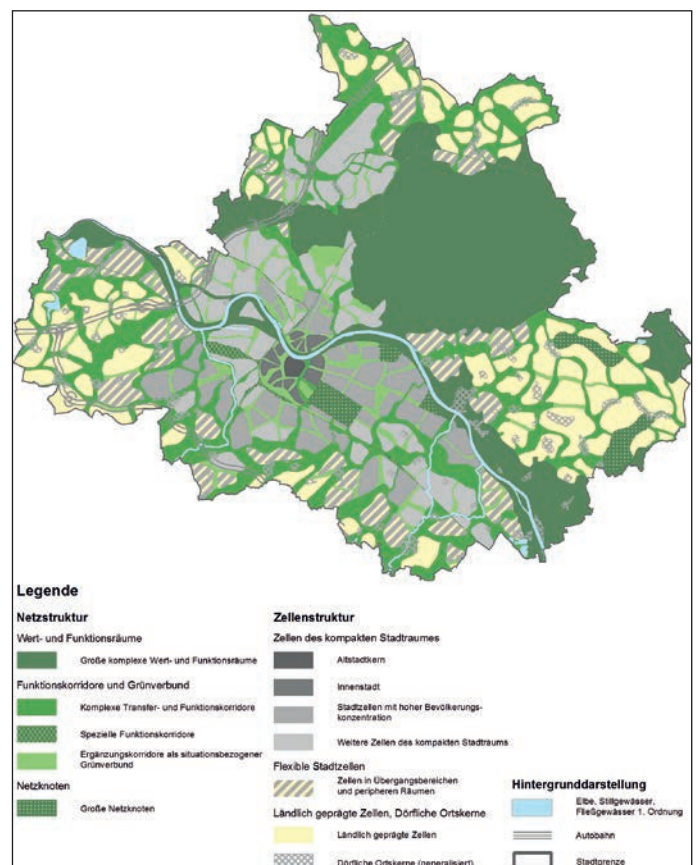 Legende
Netzstruktur
Wert- und Funktionsräume
Große komplexe Wert- und Funktionsräume
Funktionskorridore und Grünverbund
Komplexe Transfer- und Funktionskorridore
Spezielle Funktionskorridore
Ergänzungskorridore als situationsbezogener
Grünverbund
Netzknoten
Große Netzknoten
Zellenstruktur
Zellen des kompakten Stadtraumes
Altstadtkern
Innenstadt
Stadtzellen mit hoher Bevölkerungs-
konzentration
Weitere Zellen des kompakten Stadtraums
Flexible Stadtzellen
Zellen in Übergangsbereichen
und peripheren Räumen
Ländlich geprägte Zellen, Dörfliche Ortskerne
Ländlich geprägte Zellen
Dörfliche Ortskerne (generalisiert)
Hintergrunddarstellung
Elbe, Stillgewässer,
Fließgewässer 1. Ordnung
Autobahn
Stadtgrenze